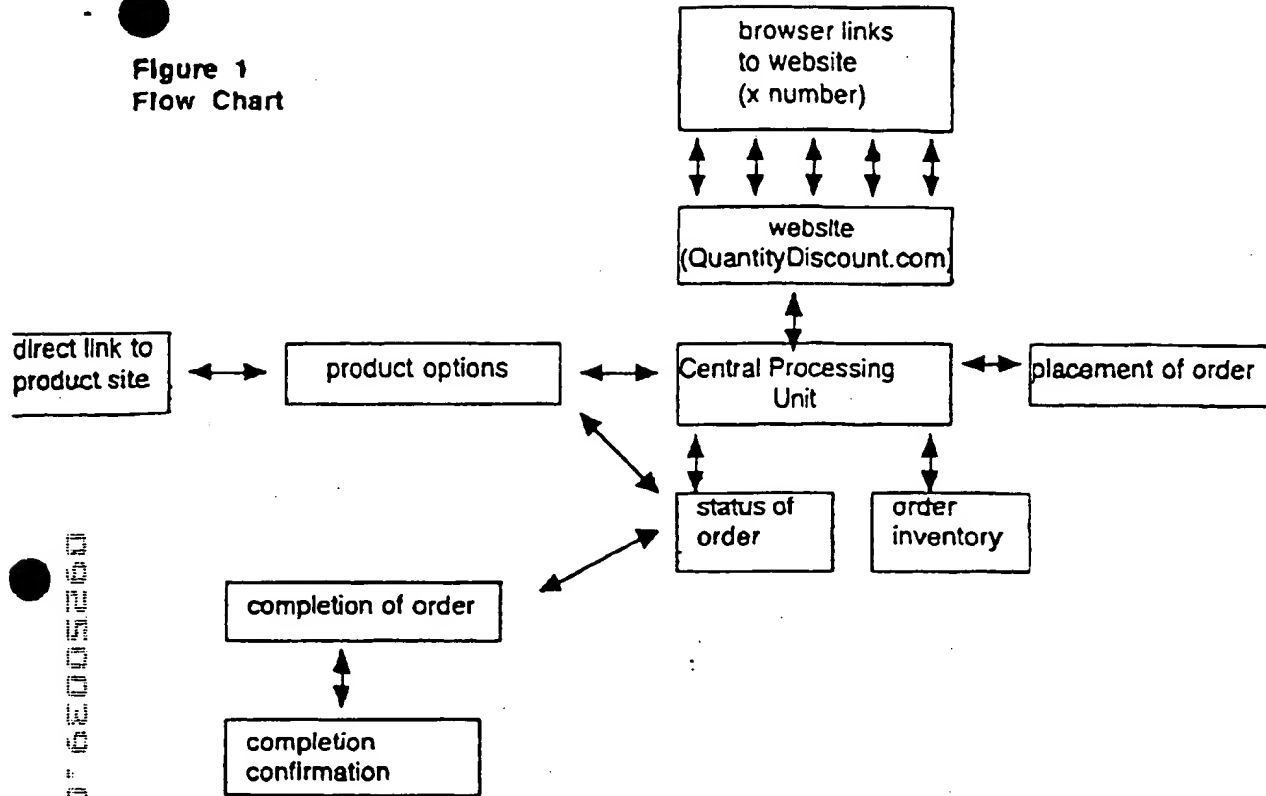 Figure 1
Flow Chart
browser links
to website
(x number)
website
(QuantityDiscount.com)
direct link to
product site
product options
Central Processing
Unit
placement of order
status of
order
order
inventory
completion of order
completion
confirmation